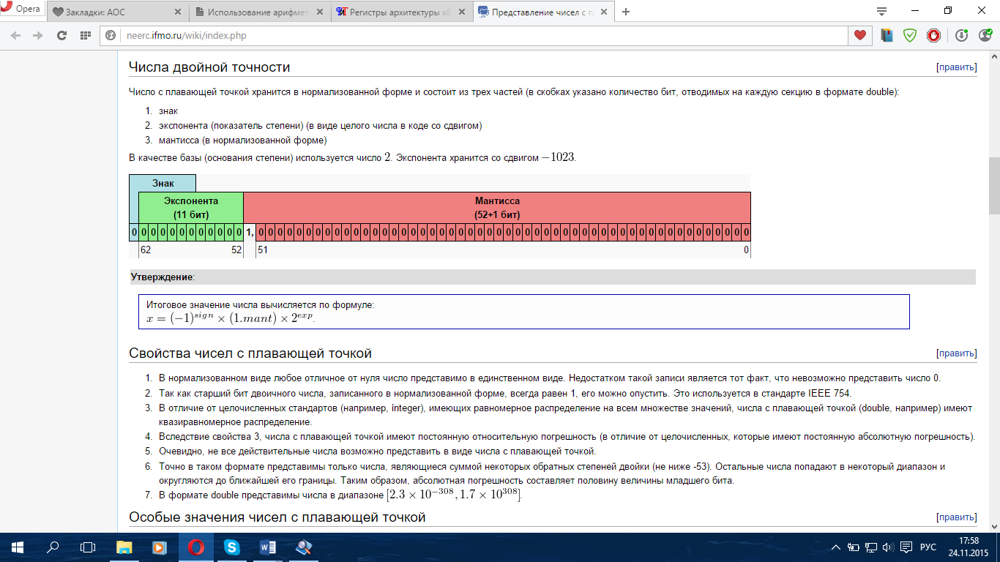 Opera
Закладки: АОС
Использование арифмет
Регистры архитектуры x8
Представление чисел с п
neerc.ifmo.ru/wiki/index.php
Числа двойной точности
[править]
Число с плавающей точкой хранится в нормализованной форме и состоит из трех частей (в скобках указано количество бит, отводимых на каждую секцию в формате double):
1. знак
2. экспонента (показатель степени) (в виде целого числа в коде со сдвигом)
3. мантисса (в нормализованной форме)
В качестве базы (основания степени) используется число 2. Экспонента хранится со сдвигом −1023.
Знак
Экспонента
(11 бит)
Мантисса
(52+1 бит)
0 0 0 0 0 0 0 0 0 0 0 0 1, 0 0 0 0 0 0 0 0 0 0 0 0 0 0 0 0 0 0 0 0 0 0 0 0 0 0 0 0 0 0 0 0 0 0 0 0 0 0 0 0 0 0 0 0 0 0 0 0 0 0 0 0
62 52 51 0
Утверждение:
Итоговое значение числа вычисляется по формуле:
x = (−1)^sign × (1.mant) × 2^exp.
Свойства чисел с плавающей точкой
[править]
1. В нормализованном виде любое отличное от нуля число представимо в единственном виде. Недостатком такой записи является тот факт, что невозможно представить число 0.
2. Так как старший бит двоичного числа, записанного в нормализованной форме, всегда равен 1, его можно опустить. Это используется в стандарте IEEE 754.
3. В отличие от целочисленных стандартов (например, integer), имеющих равномерное распределение на всем множестве значений, числа с плавающей точкой (double, например) имеют
квазиравномерное распределение.
4. Вследствие свойства 3, числа с плавающей точкой имеют постоянную относительную погрешность (в отличие от целочисленных, которые имеют постоянную абсолютную погрешность).
5. Очевидно, не все действительные числа возможно представить в виде числа с плавающей точкой.
6. Точно в таком формате представимы только числа, являющиеся суммой некоторых обратных степеней двойки (не ниже -53). Остальные числа попадают в некоторый диапазон и
округляются до ближайшей его границы. Таким образом, абсолютная погрешность составляет половину величины младшего бита.
7. В формате double представимы числа в диапазоне [2.3 × 10^−308, 1.7 × 10^308].
Особые значения чисел с плавающей точкой
[править]
РУС
17:58
24.11.2015